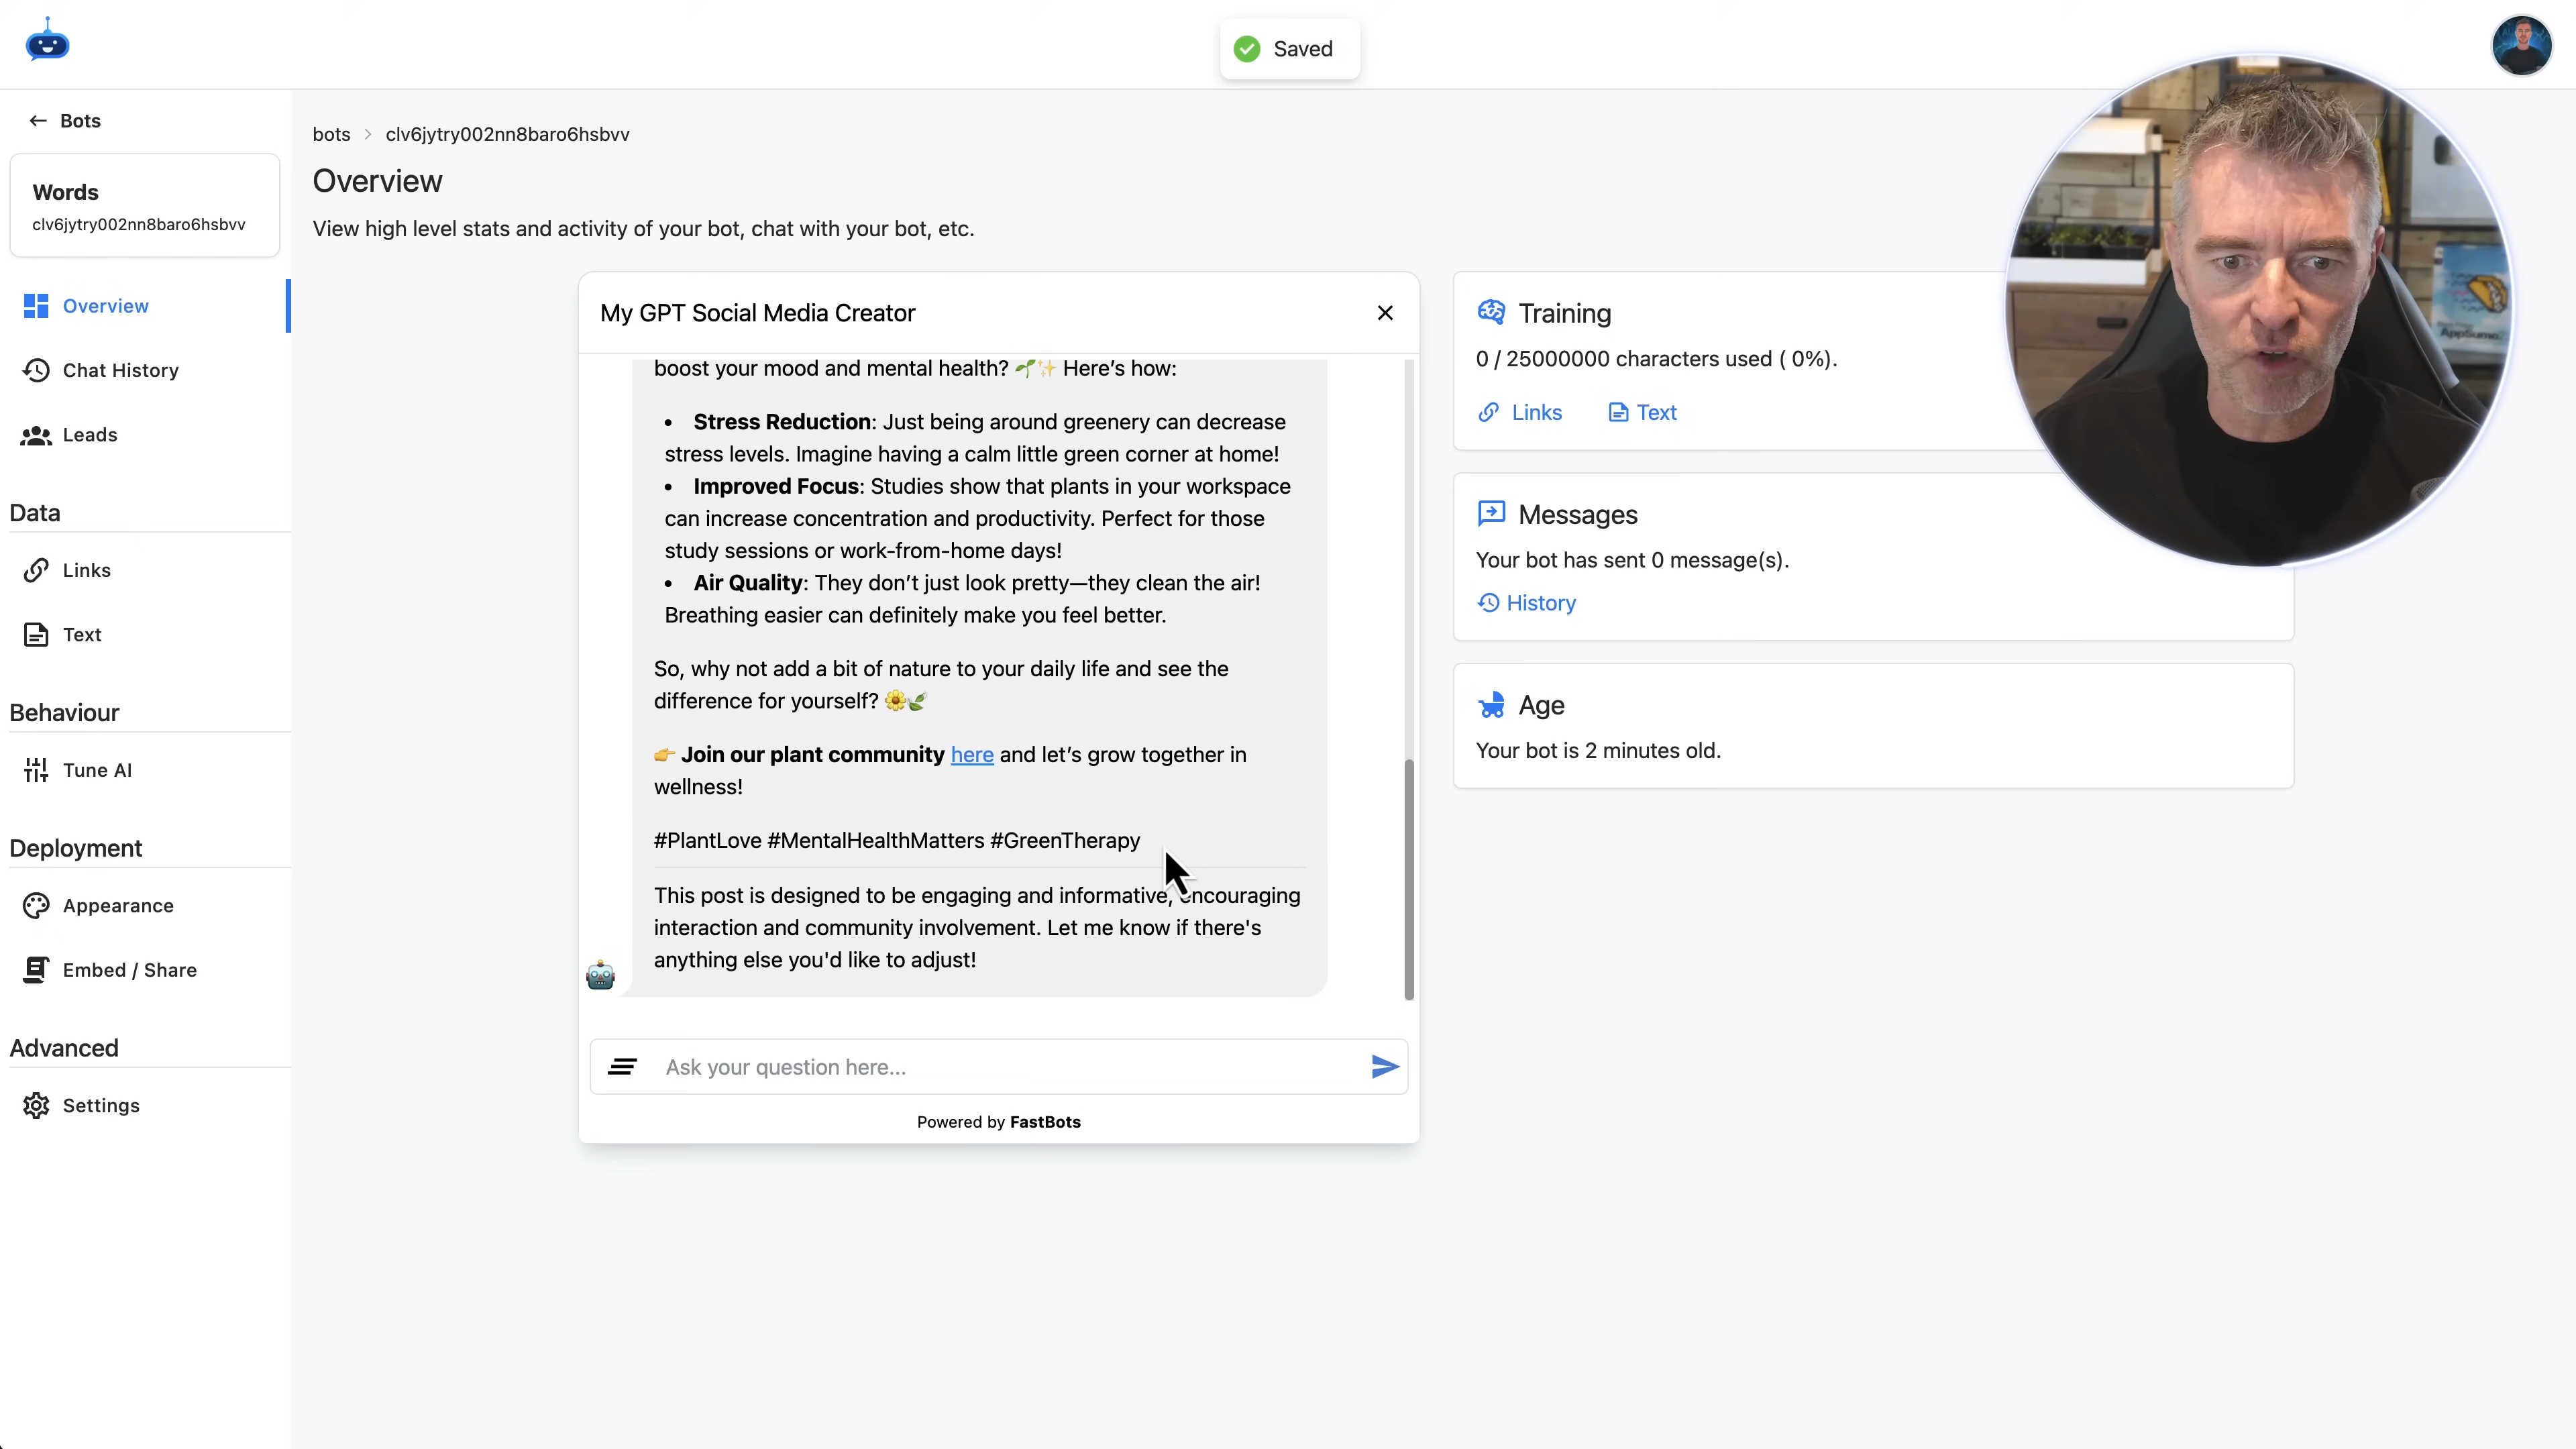 Saved
← Bots
Words
clv6jytry002nn8baro6hsbvv
Overview
Chat History
Leads
Data
Links
Text
Behaviour
Tune AI
Deployment
Appearance
Embed / Share
Advanced
Settings
bots > clv6jytry002nn8baro6hsbvv
Overview
View high level stats and activity of your bot, chat with your bot, etc.
My GPT Social Media Creator
boost your mood and mental health? 🌱✨ Here’s how:
• Stress Reduction: Just being around greenery can decrease
stress levels. Imagine having a calm little green corner at home!
• Improved Focus: Studies show that plants in your workspace
can increase concentration and productivity. Perfect for those
study sessions or work-from-home days!
• Air Quality: They don’t just look pretty—they clean the air!
Breathing easier can definitely make you feel better.
So, why not add a bit of nature to your daily life and see the
difference for yourself? 🌼🌿
👉 Join our plant community here and let’s grow together in
wellness!
#PlantLove #MentalHealthMatters #GreenTherapy
This post is designed to be engaging and informative, encouraging
interaction and community involvement. Let me know if there's
anything else you'd like to adjust!
Ask your question here...
Powered by FastBots
Training
0 / 25000000 characters used ( 0%).
Links Text
Messages
Your bot has sent 0 message(s).
History
Age
Your bot is 2 minutes old.
AppSumo